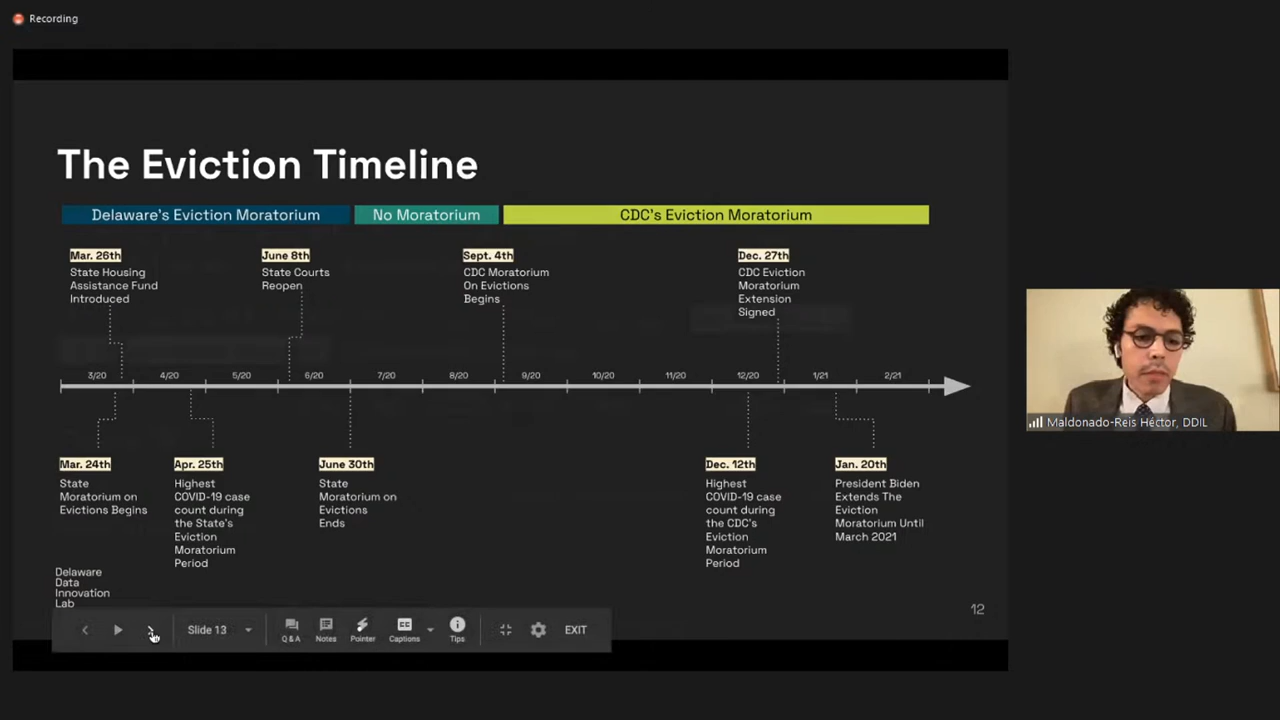 Recording
The Eviction Timeline
Delaware's Eviction Moratorium
No Moratorium
CDC's Eviction Moratorium
Mar. 26th
State Housing
Assistance Fund
Introduced
June 8th
State Courts
Reopen
Sept. 4th
CDC Moratorium
On Evictions
Begins
Dec. 27th
CDC Eviction
Moratorium
Extension
Signed
3/20
4/20
5/20
6/20
7/20
8/20
9/20
10/20
11/20
12/20
1/21
2/21
Mar. 24th
State
Moratorium on
Evictions Begins
Apr. 25th
Highest
COVID-19 case
count during
the State's
Eviction
Moratorium
Period
June 30th
State
Moratorium on
Evictions
Ends
Dec. 12th
Highest
COVID-19 case
count during
the CDC's
Eviction
Moratorium
Period
Jan. 20th
President Biden
Extends The
Eviction
Moratorium Until
March 2021
Delaware
Data
Innovation
Lab
12
Slide 13
Q & A
Notes
Pointer
CC
Captions
Tips
EXIT
Maldonado-Reis Héctor, DDIL